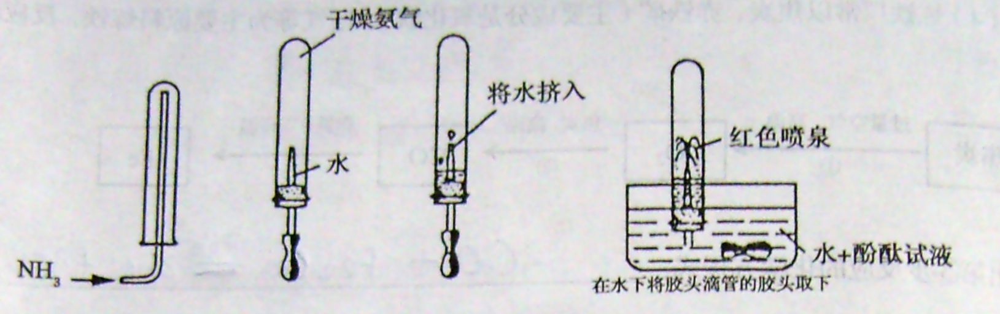 干燥氨气
将水挤入
水
红色喷泉
NH₃
水+酚酞试液
在水下将胶头滴管的胶头取下